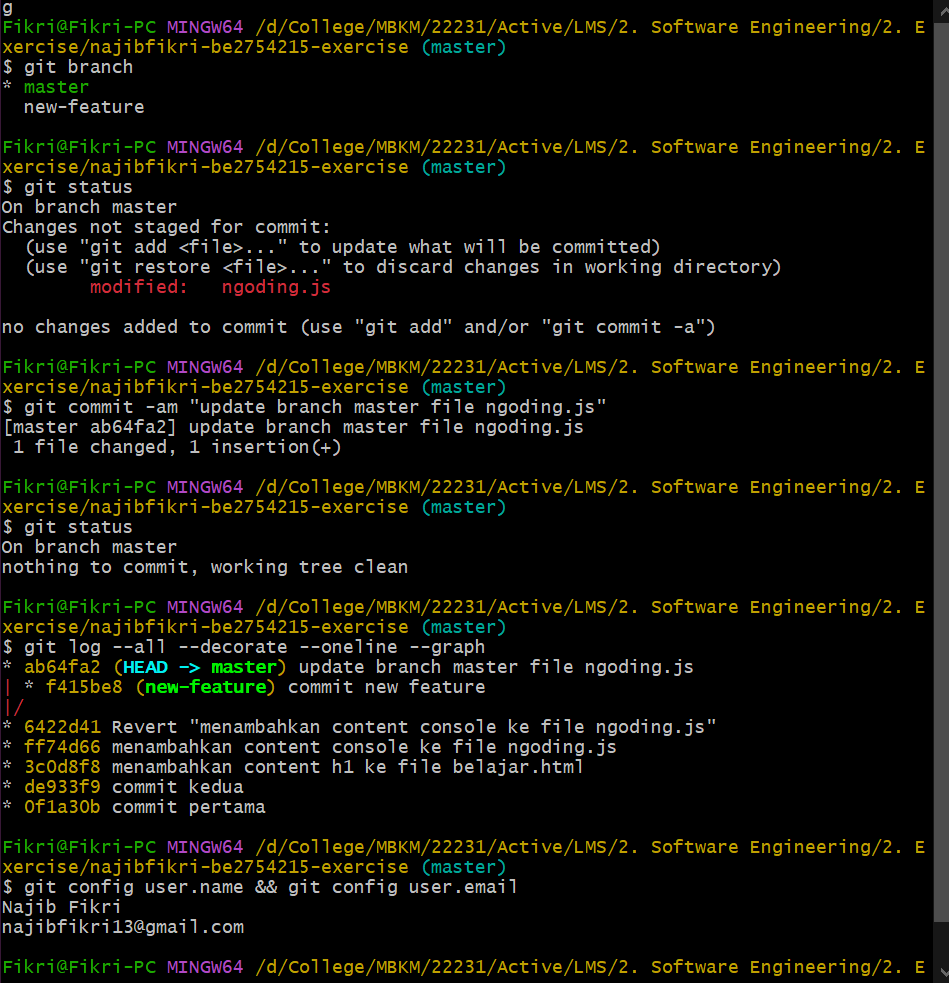 g
Fikri@Fikri-PC MINGW64 /d/College/MBKM/22231/Active/LMS/2. Software Engineering/2. E
xercise/najibfikri-be2754215-exercise (master)
$ git branch
* master
  new-feature

Fikri@Fikri-PC MINGW64 /d/College/MBKM/22231/Active/LMS/2. Software Engineering/2. E
xercise/najibfikri-be2754215-exercise (master)
$ git status
On branch master
Changes not staged for commit:
  (use "git add <file>..." to update what will be committed)
  (use "git restore <file>..." to discard changes in working directory)
        modified:   ngoding.js

no changes added to commit (use "git add" and/or "git commit -a")

Fikri@Fikri-PC MINGW64 /d/College/MBKM/22231/Active/LMS/2. Software Engineering/2. E
xercise/najibfikri-be2754215-exercise (master)
$ git commit -am "update branch master file ngoding.js"
[master ab64fa2] update branch master file ngoding.js
 1 file changed, 1 insertion(+)

Fikri@Fikri-PC MINGW64 /d/College/MBKM/22231/Active/LMS/2. Software Engineering/2. E
xercise/najibfikri-be2754215-exercise (master)
$ git status
On branch master
nothing to commit, working tree clean

Fikri@Fikri-PC MINGW64 /d/College/MBKM/22231/Active/LMS/2. Software Engineering/2. E
xercise/najibfikri-be2754215-exercise (master)
$ git log --all --decorate --oneline --graph
* ab64fa2 (HEAD -> master) update branch master file ngoding.js
| * f415be8 (new-feature) commit new feature
|/
* 6422d41 Revert "menambahkan content console ke file ngoding.js"
* ff74d66 menambahkan content console ke file ngoding.js
* 3c0d8f8 menambahkan content h1 ke file belajar.html
* de933f9 commit kedua
* 0f1a30b commit pertama

Fikri@Fikri-PC MINGW64 /d/College/MBKM/22231/Active/LMS/2. Software Engineering/2. E
xercise/najibfikri-be2754215-exercise (master)
$ git config user.name && git config user.email
Najib Fikri
najibfikri13@gmail.com

Fikri@Fikri-PC MINGW64 /d/College/MBKM/22231/Active/LMS/2. Software Engineering/2. E